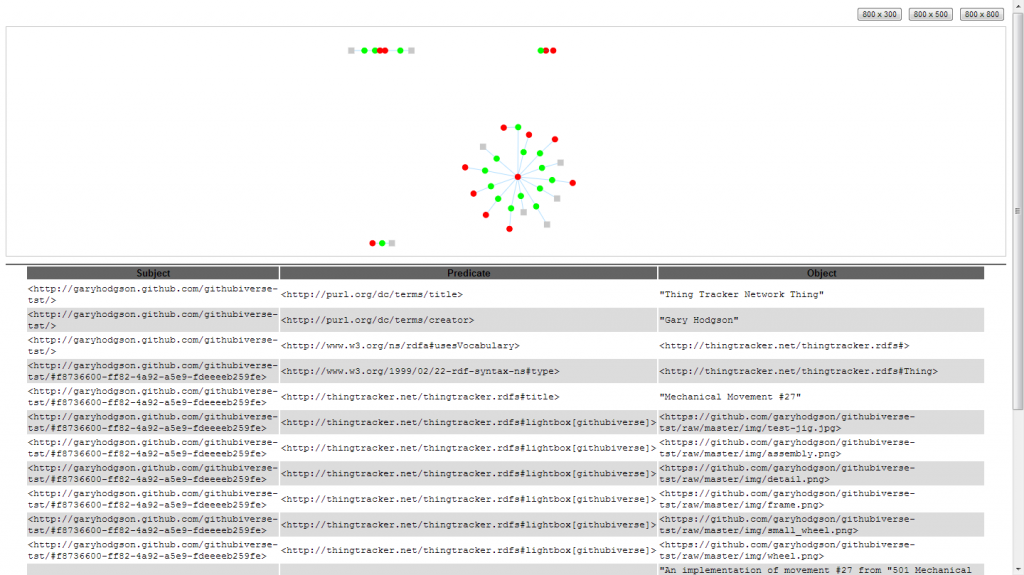 800 x 300 800 x 500 800 x 800
Subject Predicate Object
<http://garyhodgson.github.com/githubiverse-
tst/> <http://purl.org/dc/terms/title> "Thing Tracker Network Thing"
<http://garyhodgson.github.com/githubiverse-
tst/> <http://purl.org/dc/terms/creator> "Gary Hodgson"
<http://garyhodgson.github.com/githubiverse-
tst/> <http://www.w3.org/ns/rdfa#usesVocabulary> <http://thingtracker.net/thingtracker.rdfs#>
<http://garyhodgson.github.com/githubiverse-
tst/#f8736600-ff82-4a92-a5e9-fdeeeeb259fe> <http://www.w3.org/1999/02/22-rdf-syntax-ns#type> <http://thingtracker.net/thingtracker.rdfs#Thing>
<http://garyhodgson.github.com/githubiverse-
tst/#f8736600-ff82-4a92-a5e9-fdeeeeb259fe> <http://thingtracker.net/thingtracker.rdfs#title> "Mechanical Movement #27"
<http://garyhodgson.github.com/githubiverse- <https://github.com/garyhodgson/githubiverse-
tst/#f8736600-ff82-4a92-a5e9-fdeeeeb259fe> <http://thingtracker.net/thingtracker.rdfs#lightbox[githubiverse]> tst/raw/master/img/test-jig.jpg>
<http://garyhodgson.github.com/githubiverse- <https://github.com/garyhodgson/githubiverse-
tst/#f8736600-ff82-4a92-a5e9-fdeeeeb259fe> <http://thingtracker.net/thingtracker.rdfs#lightbox[githubiverse]> tst/raw/master/img/assembly.png>
<http://garyhodgson.github.com/githubiverse- <https://github.com/garyhodgson/githubiverse-
tst/#f8736600-ff82-4a92-a5e9-fdeeeeb259fe> <http://thingtracker.net/thingtracker.rdfs#lightbox[githubiverse]> tst/raw/master/img/detail.png>
<http://garyhodgson.github.com/githubiverse- <https://github.com/garyhodgson/githubiverse-
tst/#f8736600-ff82-4a92-a5e9-fdeeeeb259fe> <http://thingtracker.net/thingtracker.rdfs#lightbox[githubiverse]> tst/raw/master/img/frame.png>
<http://garyhodgson.github.com/githubiverse- <https://github.com/garyhodgson/githubiverse-
tst/#f8736600-ff82-4a92-a5e9-fdeeeeb259fe> <http://thingtracker.net/thingtracker.rdfs#lightbox[githubiverse]> tst/raw/master/img/small_wheel.png>
<http://garyhodgson.github.com/githubiverse- <https://github.com/garyhodgson/githubiverse-
tst/#f8736600-ff82-4a92-a5e9-fdeeeeb259fe> <http://thingtracker.net/thingtracker.rdfs#lightbox[githubiverse]> tst/raw/master/img/wheel.png>
"An implementation of movement #27 from "501 Mechanical